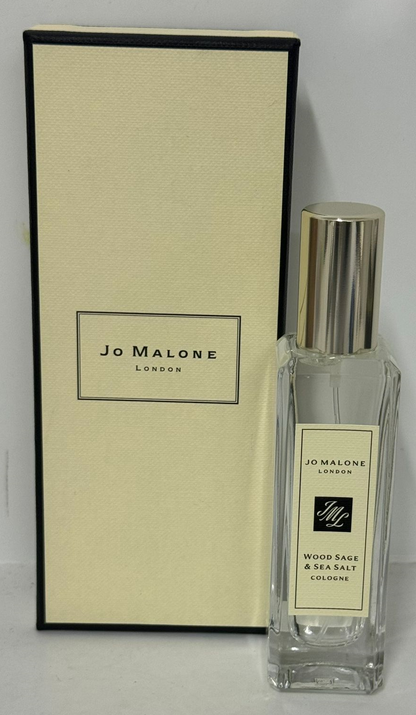 Jo Malone
London
Jo Malone
London
JML
Wood Sage
& Sea Salt
Cologne